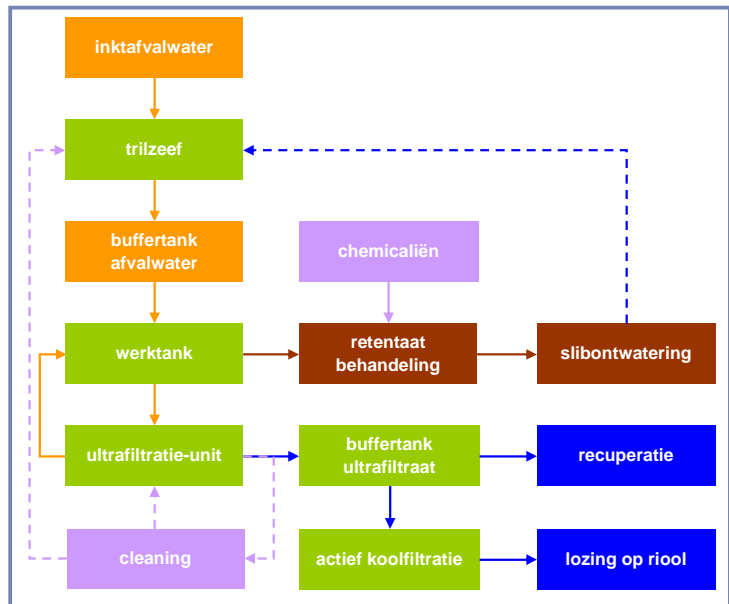 inktafvalwater
trilzeef
buffertank
afvalwater
chemicaliën
werktank
retentaat
behandeling
slibontwatering
ultrafiltratie-unit
buffertank
ultrafiltraat
recuperatie
cleaning
actief koolfiltratie
lozing op riool